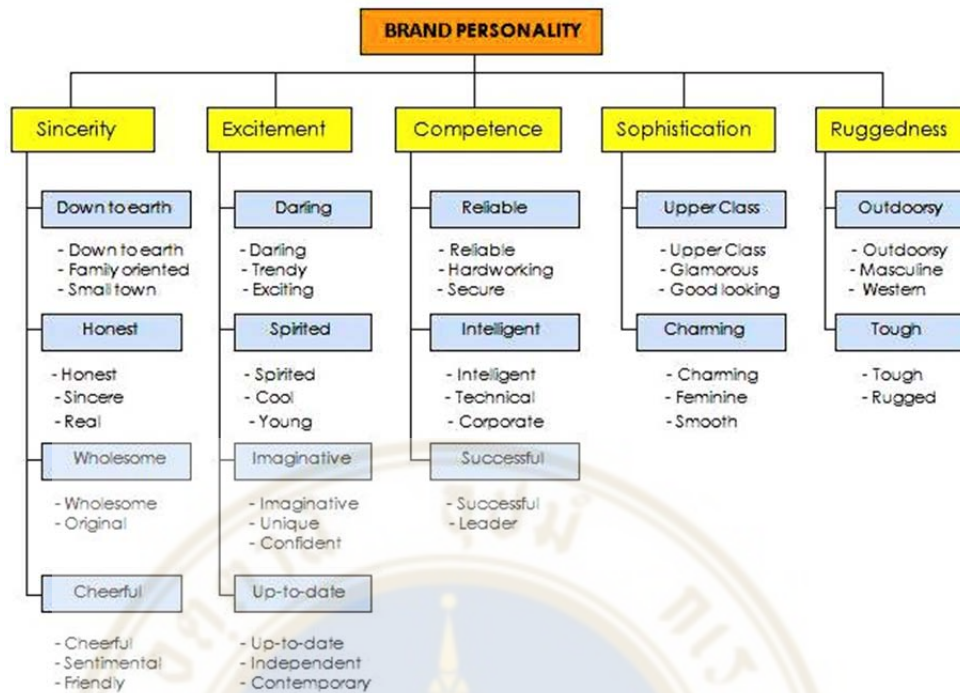 BRAND PERSONALITY
Sincerity
Down to earth
- Down to earth
- Family oriented
- Small town
Honest
- Honest
- Sincere
- Real
Wholesome
- Wholesome
- Original
Cheerful
- Cheerful
- Sentimental
- Friendly
Excitement
Darling
- Darling
- Trendy
- Exciting
Spirited
- Spirited
- Cool
- Young
Imaginative
- Imaginative
- Unique
- Confident
Up-to-date
- Up-to-date
- Independent
- Contemporary
Competence
Reliable
- Reliable
- Hardworking
- Secure
Intelligent
- Intelligent
- Technical
- Corporate
Successful
- Successful
- Leader
Sophistication
Upper Class
- Upper Class
- Glamorous
- Good looking
Charming
- Charming
- Feminine
- Smooth
Ruggedness
Outdoorsy
- Outdoorsy
- Masculine
- Western
Tough
- Tough
- Rugged